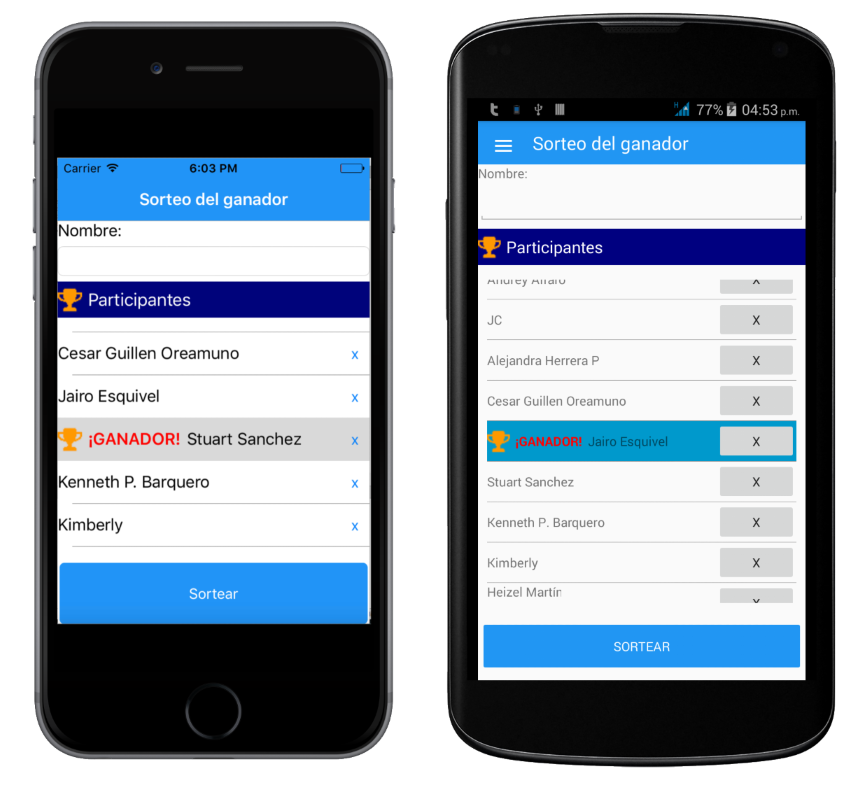 Carrier 6:03 PM
Sorteo del ganador
Nombre:
Participantes
Cesar Guillen Oreamuno x
Jairo Esquivel x
¡GANADOR! Stuart Sanchez x
Kenneth P. Barquero x
Kimberly x
Sortear
H 77% 04:53 p.m.
Sorteo del ganador
Nombre:
Participantes
Andrey Alfaro X
JC X
Alejandra Herrera P X
Cesar Guillen Oreamuno X
¡GANADOR! Jairo Esquivel X
Stuart Sanchez X
Kenneth P. Barquero X
Kimberly X
Heizel Martín X
SORTEAR